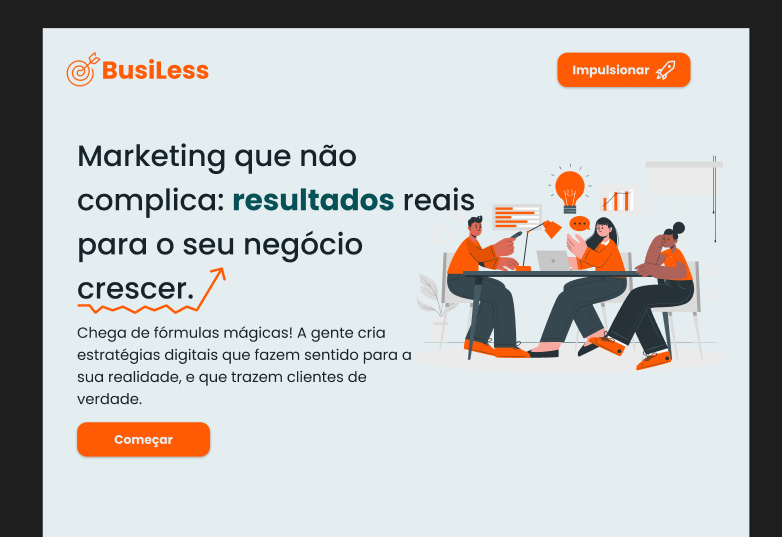 BusiLess
Impulsionar
Marketing que não
complica: resultados reais
para o seu negócio
crescer.
Chega de fórmulas mágicas! A gente cria
estratégias digitais que fazem sentido para a
sua realidade, e que trazem clientes de
verdade.
Começar